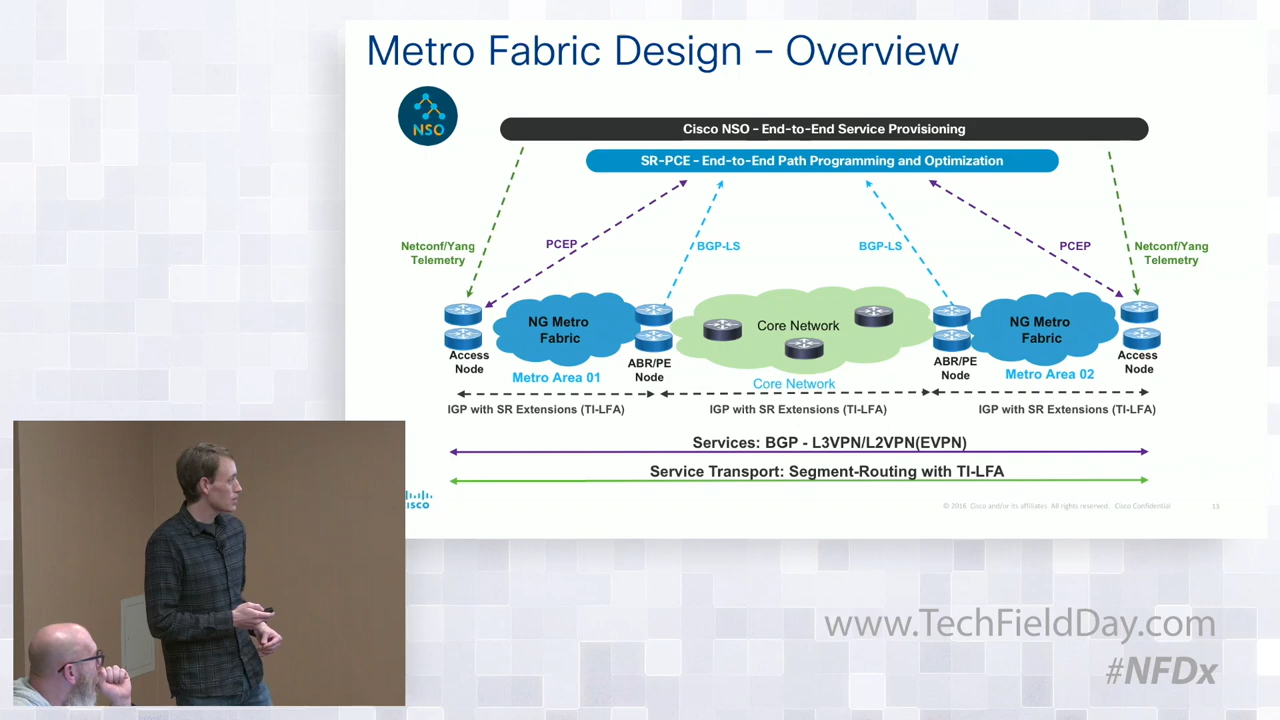 Metro Fabric Design – Overview
NSO
Cisco NSO – End-to-End Service Provisioning
SR-PCE - End-to-End Path Programming and Optimization
Netconf/Yang
Telemetry
PCEP
BGP-LS
BGP-LS
PCEP
Netconf/Yang
Telemetry
NG Metro
Fabric
Core Network
NG Metro
Fabric
Access
Node
Metro Area 01
ABR/PE
Node
Core Network
ABR/PE
Node
Metro Area 02
Access
Node
IGP with SR Extensions (TI-LFA)
IGP with SR Extensions (TI-LFA)
IGP with SR Extensions (TI-LFA)
Services: BGP - L3VPN/L2VPN(EVPN)
Service Transport: Segment-Routing with TI-LFA
© 2016 Cisco and/or its affiliates. All rights reserved. Cisco Confidential
13
www.TechFieldDay.com
#NFDx